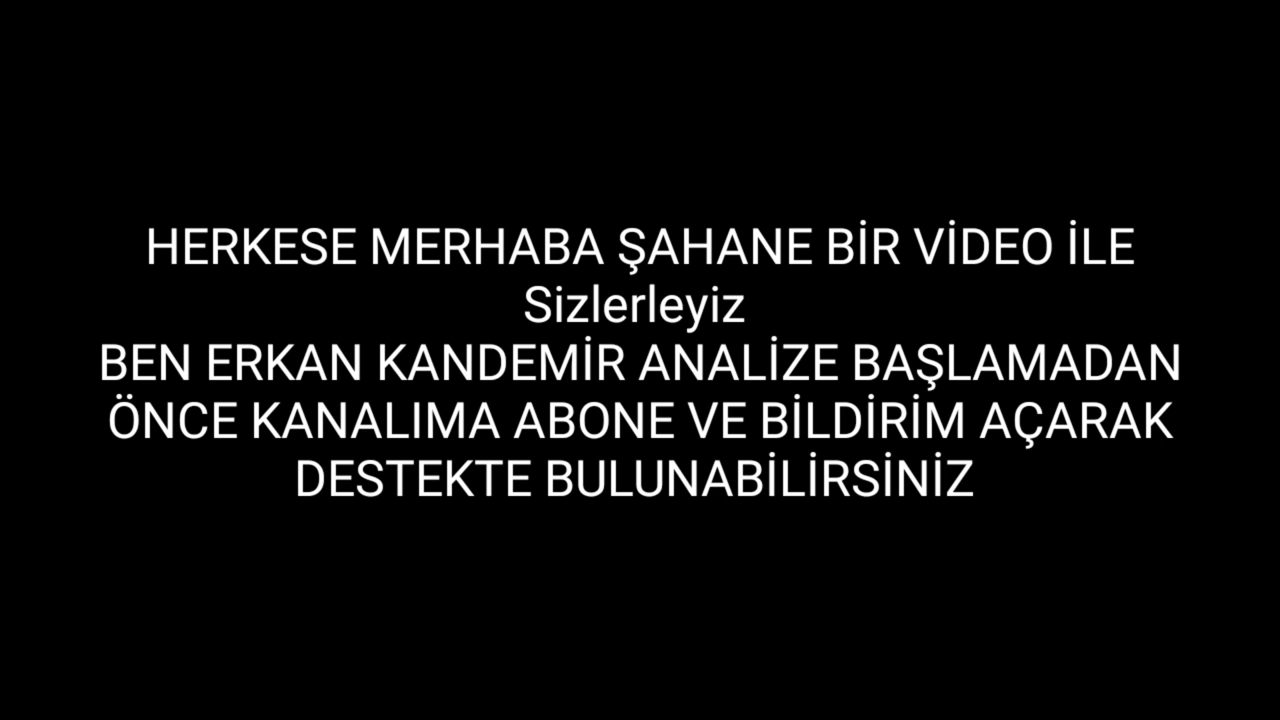 HERKESE MERHABA ŞAHANE BİR VİDEO İLE
Sizlerleyiz
BEN ERKAN KANDEMİR ANALİZE BAŞLAMADAN
ÖNCE KANALIMA ABONE VE BİLDİRİM AÇARAK
DESTEKTE BULUNABİLİRSİNİZ